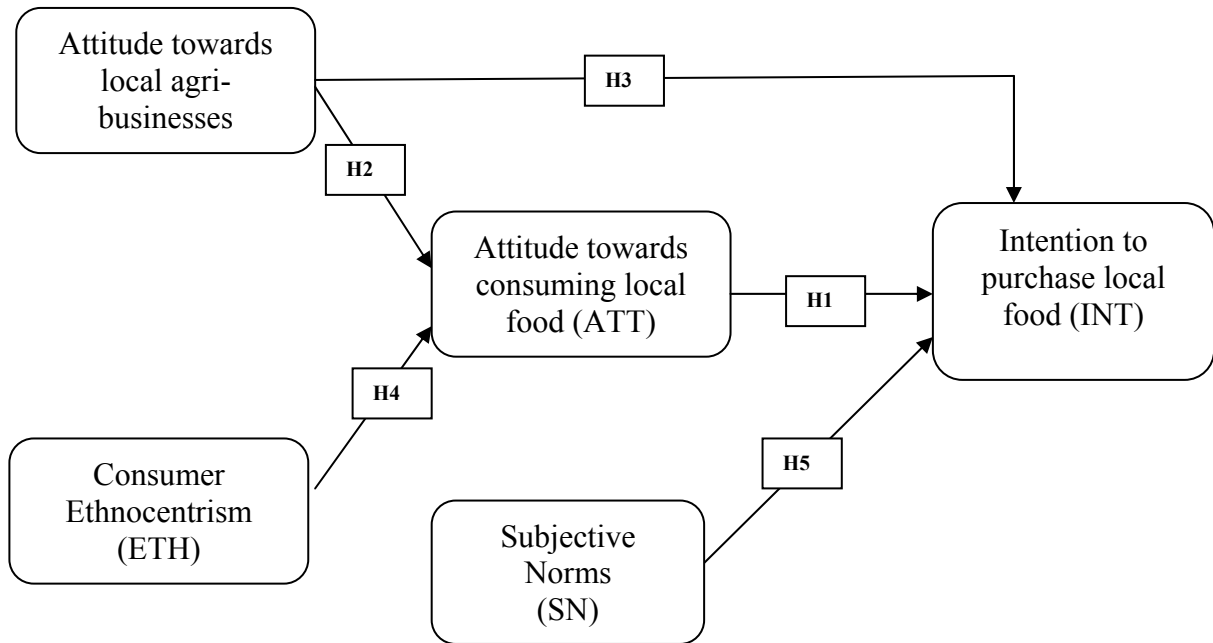 Attitude towards
local agri-
businesses
H3
H2
Attitude towards
consuming local
food (ATT)
H1
Intention to
purchase local
food (INT)
H4
Consumer
Ethnocentrism
(ETH)
H5
Subjective
Norms
(SN)